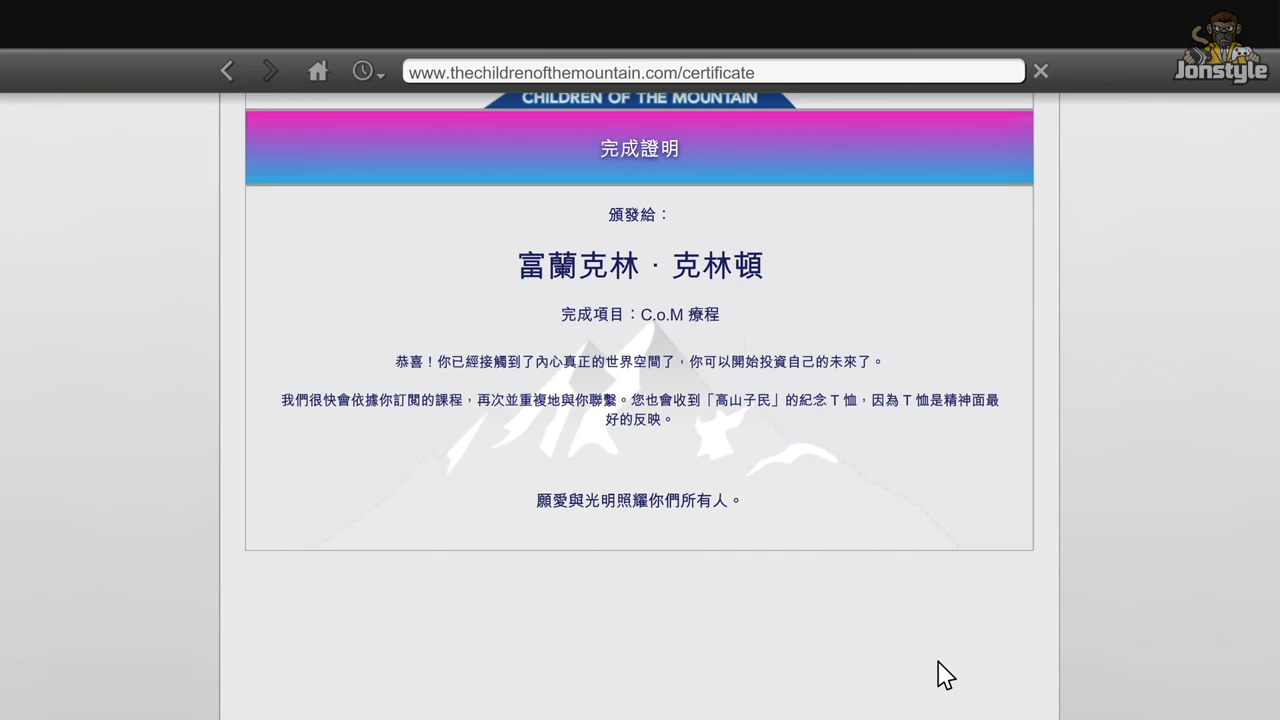 Jonstyle
www.thechildrenofthemountain.com/certificate
CHILDREN OF THE MOUNTAIN
完成證明
頒發給：
富蘭克林．克林頓
完成項目：C.o.M 療程
恭喜！你已經接觸到了內心真正的世界空間了，你可以開始投資自己的未來了。
我們很快會依據你訂閱的課程，再次並重複地與你聯繫。您也會收到「高山子民」的紀念 T 恤，因為 T 恤是精神面最
好的反映。
願愛與光明照耀你們所有人。